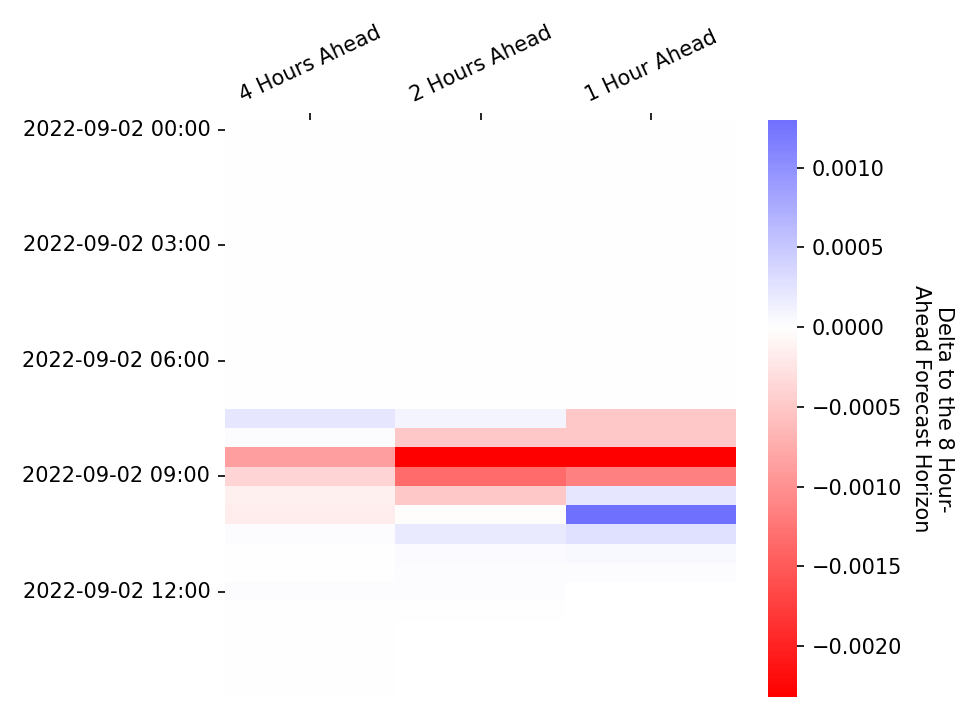 4 Hours Ahead
2 Hours Ahead
1 Hour Ahead
2022-09-02 00:00
2022-09-02 03:00
2022-09-02 06:00
2022-09-02 09:00
2022-09-02 12:00
0.0010
0.0005
0.0000
−0.0005
−0.0010
−0.0015
−0.0020
Delta to the 8 Hour-
Ahead Forecast Horizon